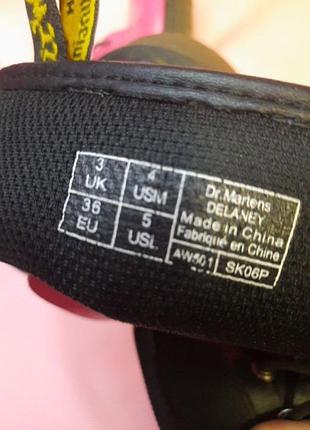 3 UK
4 USM
36 EU
5 USL
Dr.Martens
DELANEY
Made in China
Fabriqué en Chine
AW501
SK06P